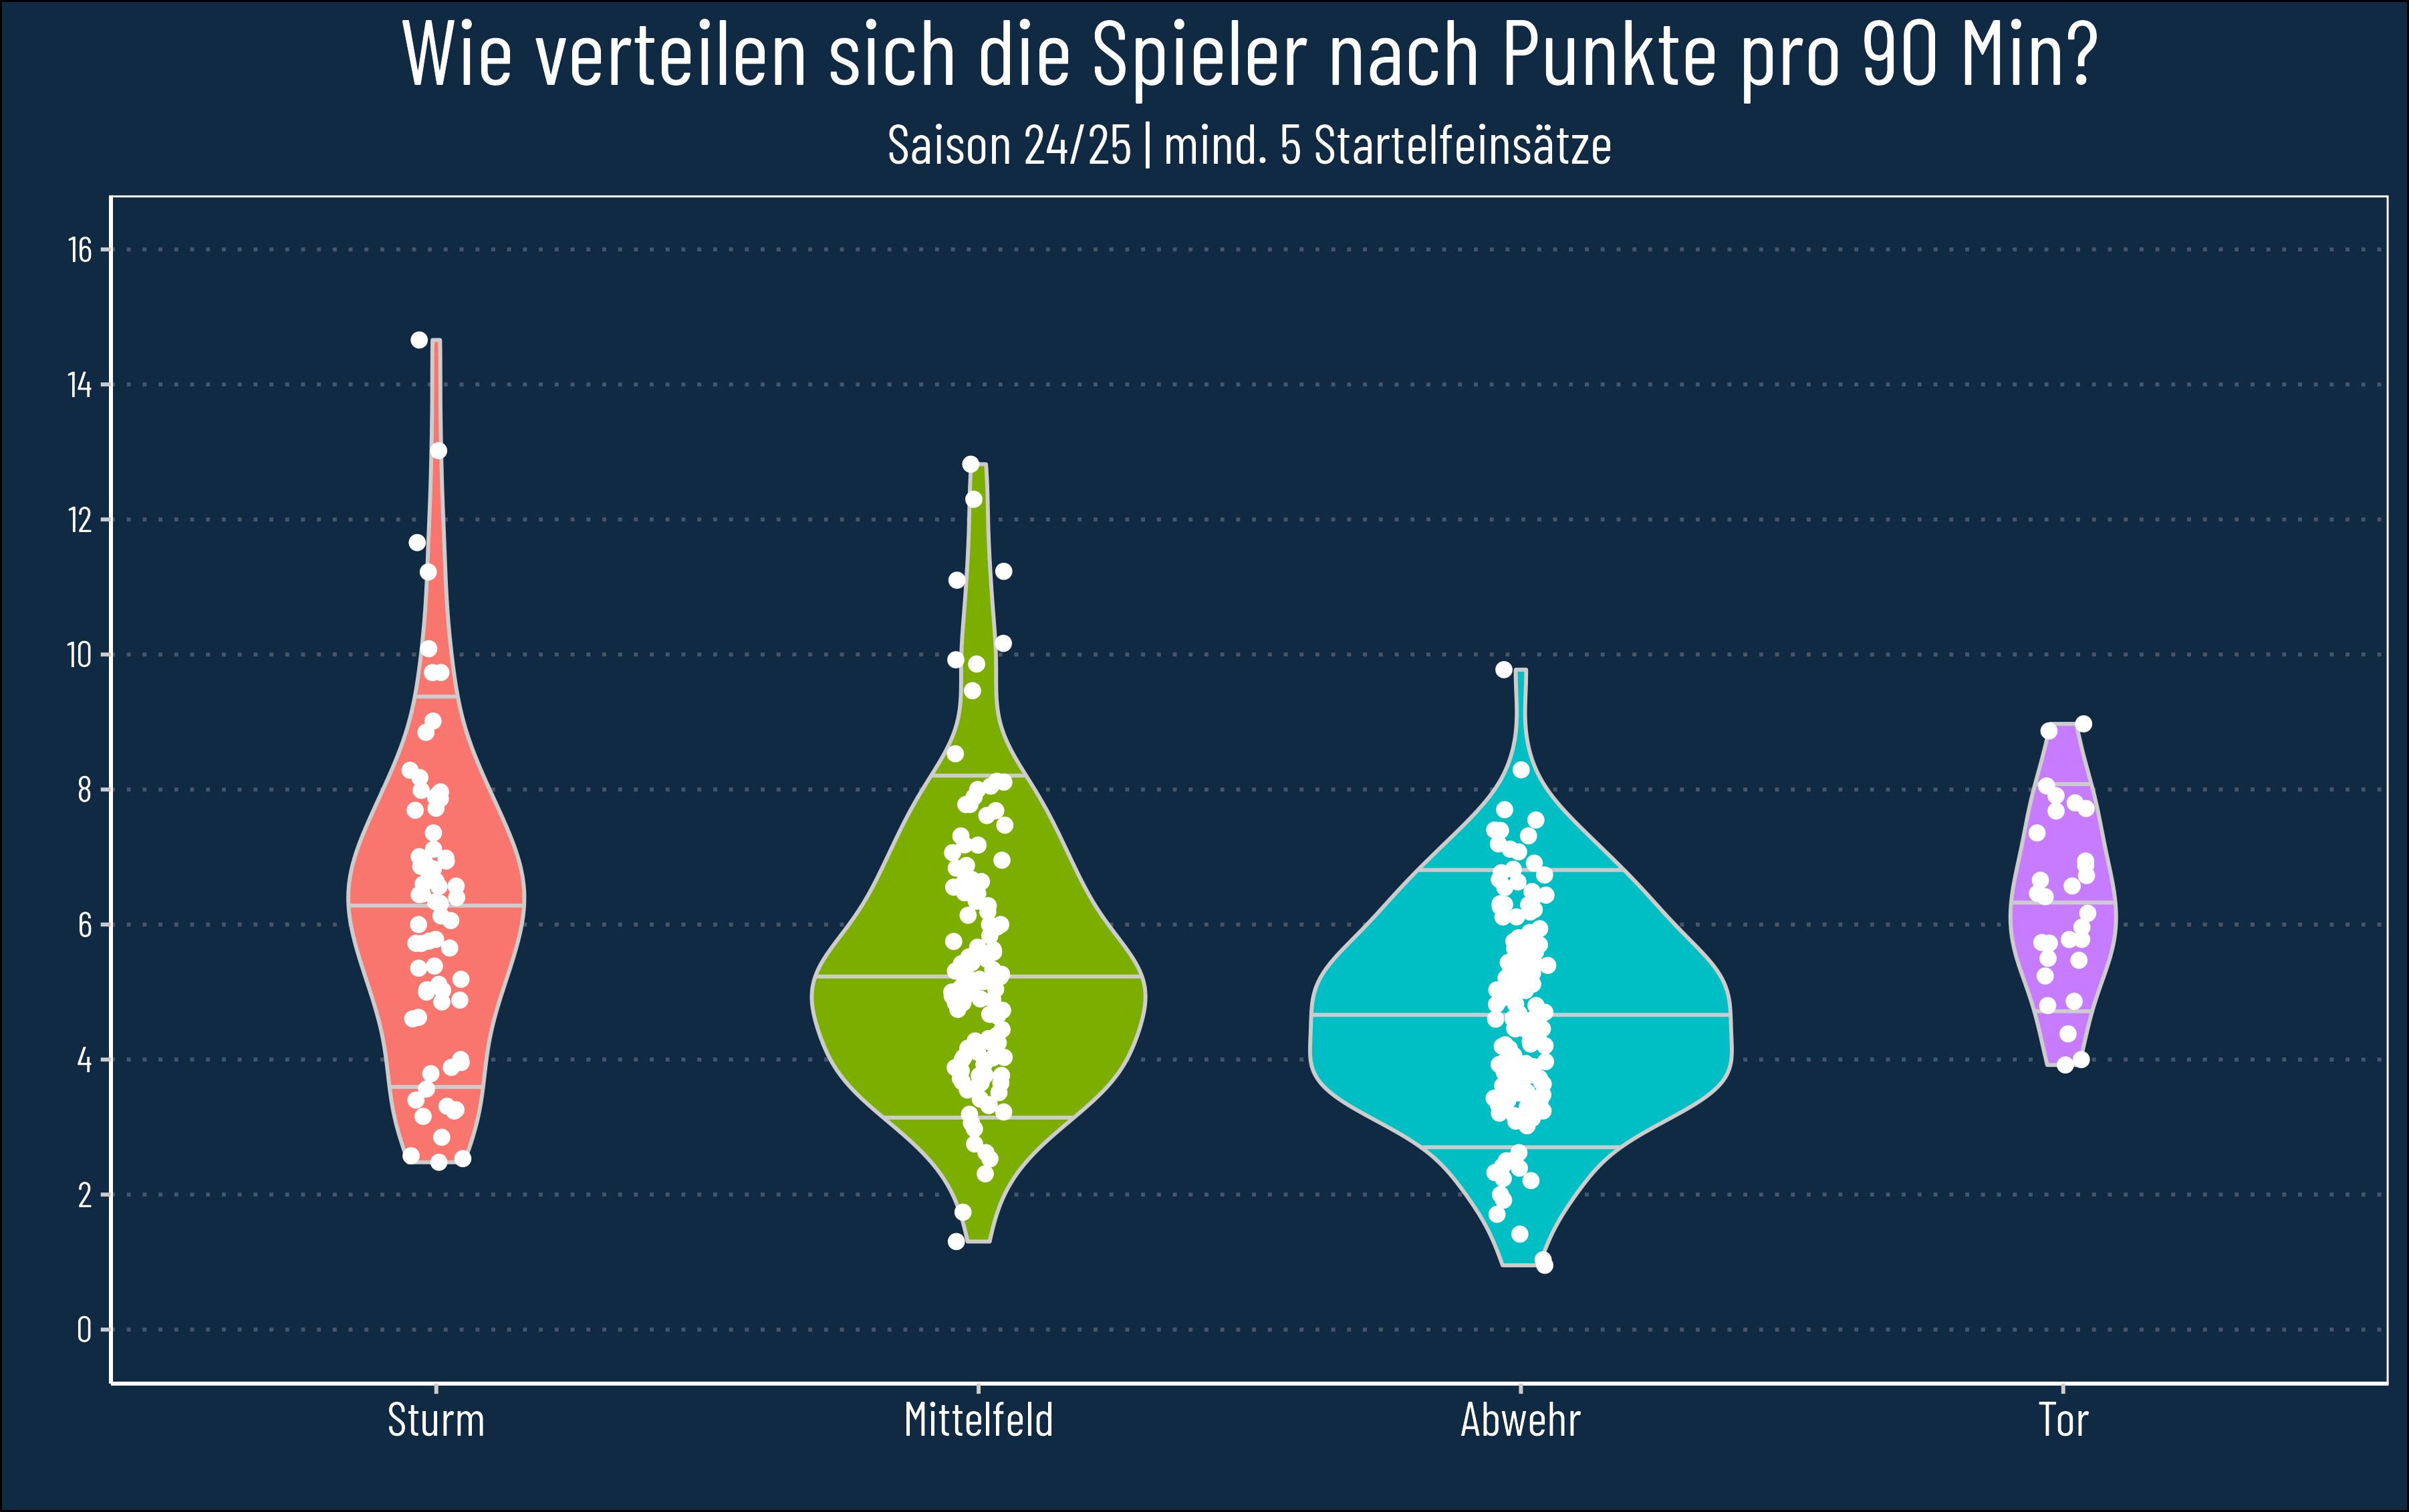 Wie verteilen sich die Spieler nach Punkte pro 90 Min?
Saison 24/25 | mind. 5 Startelfeinsätze
16
14
12
10
8
6
4
2
0
Sturm
Mittelfeld
Abwehr
Tor